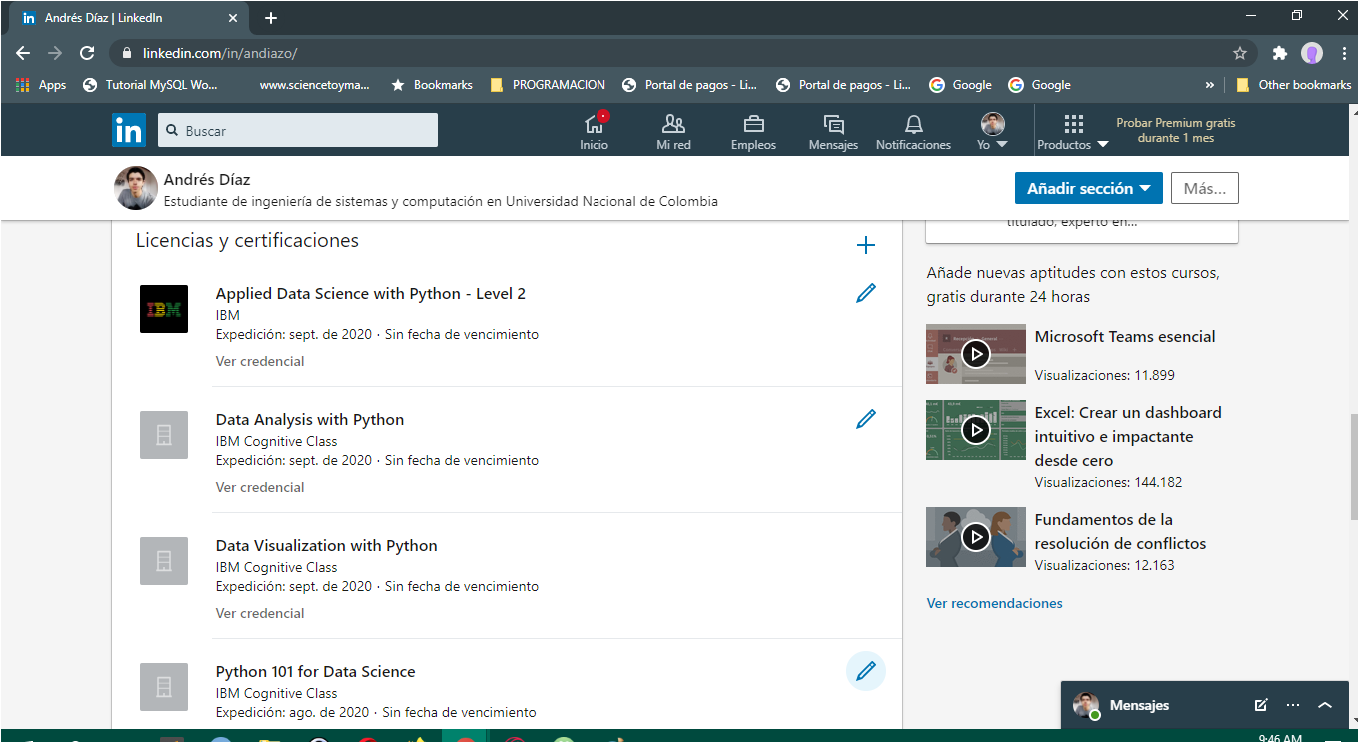 Andrés Díaz | LinkedIn
linkedin.com/in/andiazo/
Apps
Tutorial MySQL Wo...
www.sciencetoyma...
Bookmarks
PROGRAMACION
Portal de pagos - Li...
Portal de pagos - Li...
Google
Google
»
Other bookmarks
in
Buscar
Inicio
Mi red
Empleos
Mensajes
Notificaciones
Yo
Productos
Probar Premium gratis
durante 1 mes
Andrés Díaz
Estudiante de ingeniería de sistemas y computación en Universidad Nacional de Colombia
Añadir sección
Más...
Licencias y certificaciones
IBM
Applied Data Science with Python - Level 2
IBM
Expedición: sept. de 2020 · Sin fecha de vencimiento
Ver credencial
Data Analysis with Python
IBM Cognitive Class
Expedición: sept. de 2020 · Sin fecha de vencimiento
Ver credencial
Data Visualization with Python
IBM Cognitive Class
Expedición: sept. de 2020 · Sin fecha de vencimiento
Ver credencial
Python 101 for Data Science
IBM Cognitive Class
Expedición: ago. de 2020 · Sin fecha de vencimiento
titulado, experto en...
Añade nuevas aptitudes con estos cursos,
gratis durante 24 horas
Microsoft Teams esencial
Visualizaciones: 11.899
Excel: Crear un dashboard
intuitivo e impactante
desde cero
Visualizaciones: 144.182
Fundamentos de la
resolución de conflictos
Visualizaciones: 12.163
Ver recomendaciones
Mensajes
9:46 AM